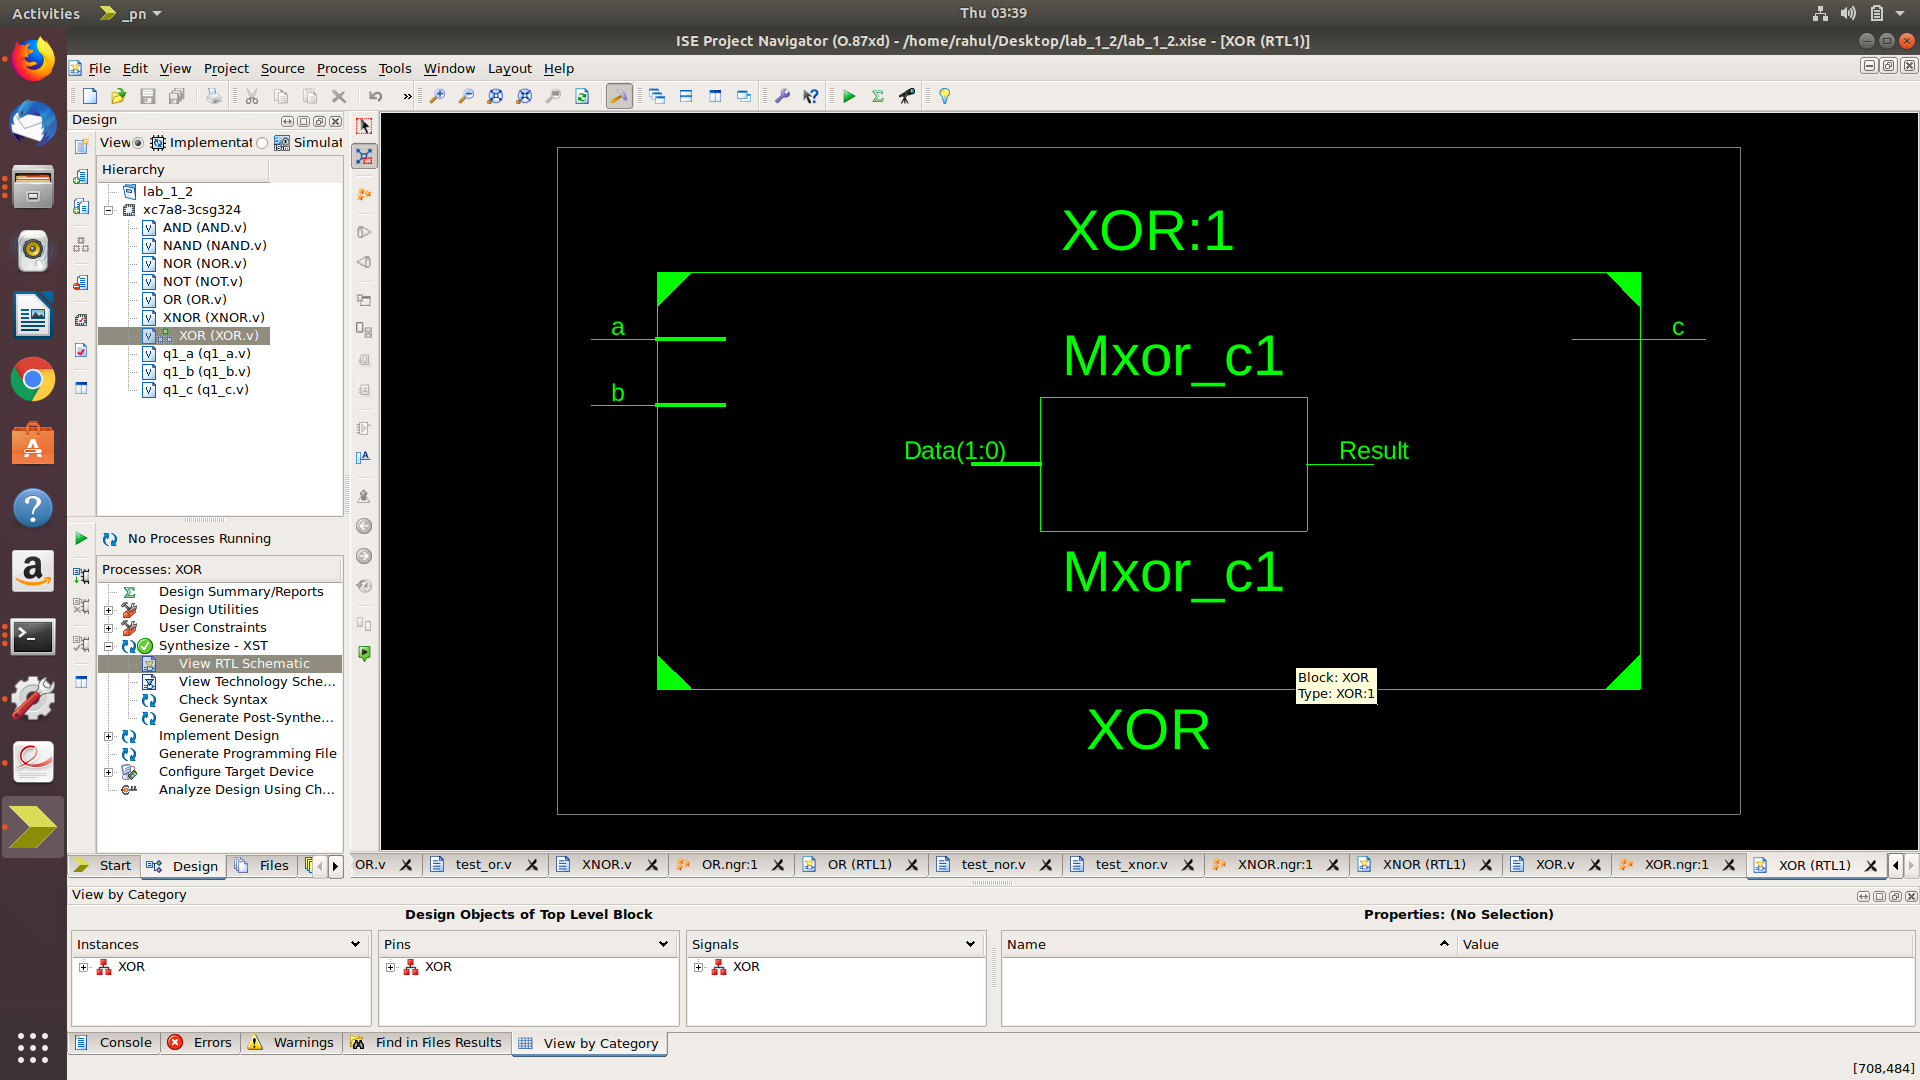 Activities
_pn
Thu 03:39
ISE Project Navigator (O.87xd) - /home/rahul/Desktop/lab_1_2/lab_1_2.xise - [XOR (RTL1)]
File Edit View Project Source Process Tools Window Layout Help
»
Design
View Implementat Simulat
Hierarchy
lab_1_2
xc7a8-3csg324
AND (AND.v)
NAND (NAND.v)
NOR (NOR.v)
NOT (NOT.v)
OR (OR.v)
XNOR (XNOR.v)
XOR (XOR.v)
q1_a (q1_a.v)
q1_b (q1_b.v)
q1_c (q1_c.v)
No Processes Running
Processes: XOR
Design Summary/Reports
Design Utilities
User Constraints
Synthesize - XST
View RTL Schematic
View Technology Sche...
Check Syntax
Generate Post-Synthe...
Implement Design
Generate Programming File
Configure Target Device
Analyze Design Using Ch...
Start Design Files
XOR:1
a
b
c
Mxor_c1
Data(1:0)
Result
Mxor_c1
Block: XOR
Type: XOR:1
XOR
OR.v test_or.v XNOR.v OR.ngr:1 OR (RTL1) test_nor.v test_xnor.v XNOR.ngr:1 XNOR (RTL1) XOR.v XOR.ngr:1 XOR (RTL1)
View by Category
Design Objects of Top Level Block
Properties: (No Selection)
Instances Pins Signals Name Value
XOR XOR XOR
Console Errors Warnings Find in Files Results View by Category
[708,484]